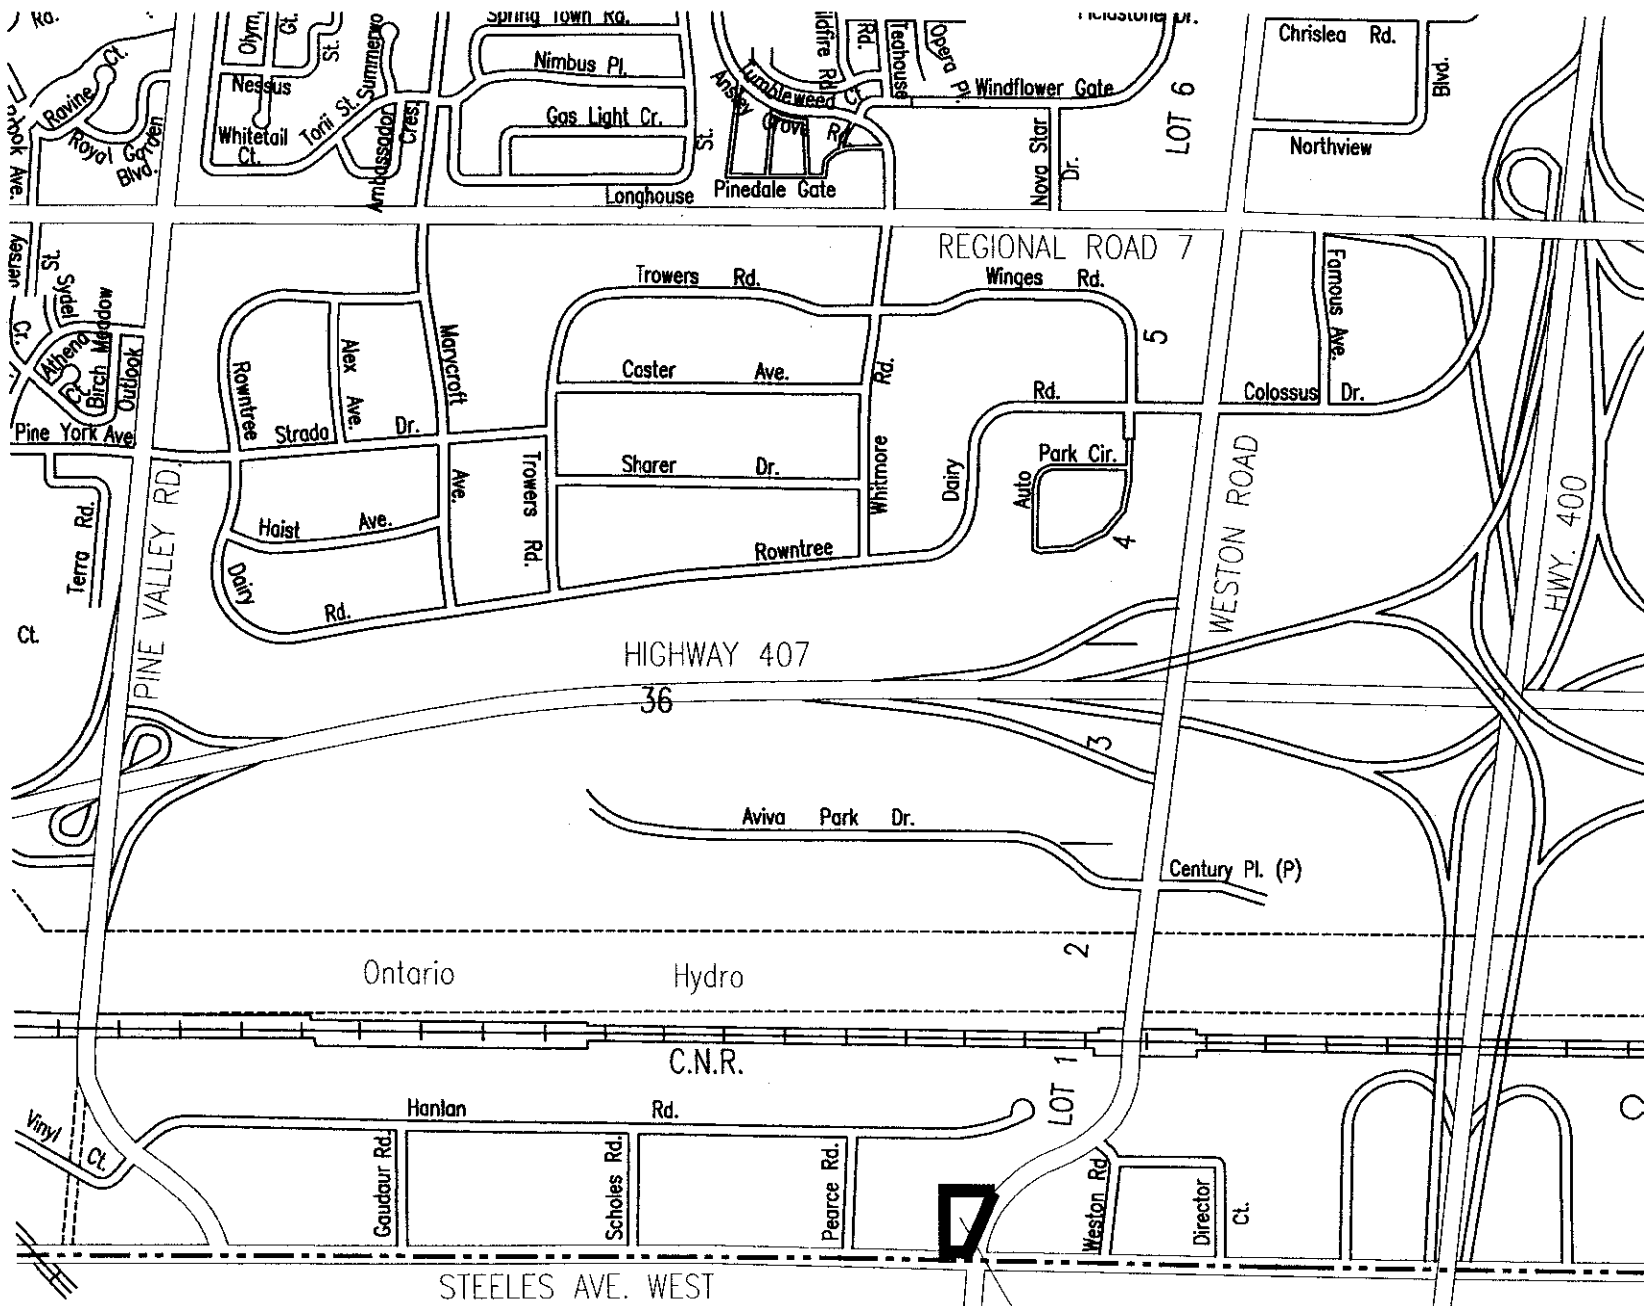 Rd.
Olym
Gt.
St.
Spring Town Rd.
Rd.
Teahouse
Opera Pl.
Chrislea Rd.
Blvd.
Ct.
Ravine
Nessus
Summerwo
Nimbus Pl.
Ansley
Grove Rd.
Tumbleweed Ct.
Windflower Gate
LOT 6
Royal Garden
Blvd.
Whitetail
Ct.
Torii St.
Ambassador
Cres.
Gas Light Cr.
St.
Nova Star
Dr.
Northview
Ave.
Longhouse
Pinedale Gate
REGIONAL ROAD 7
St.
Sydel
Cr.
Athena
Ct.
Birch Meadow
Outlook
Trowers Rd.
Winges Rd.
Famous Ave.
Rowntree
Alex
Ave.
Marycroft
Ave.
Caster Ave.
Rd.
5
Rd.
Colossus Dr.
Pine York Ave
Strada Dr.
Trowers
Rd.
Sharer Dr.
Whitmore
Dairy
Auto
Park Cir.
WESTON ROAD
HWY. 400
Terra Rd.
PINE VALLEY RD.
Haist Ave.
Rowntree
4
Dairy
Rd.
Ct.
HIGHWAY 407
36
3
Aviva Park Dr.
Century Pl. (P)
2
Ontario Hydro
C.N.R.
LOT 1
Vinyl
Ct.
Hanlan Rd.
Gaudaur Rd.
Scholes Rd.
Pearce Rd.
Weston Rd
Director
Ct.
STEELES AVE. WEST